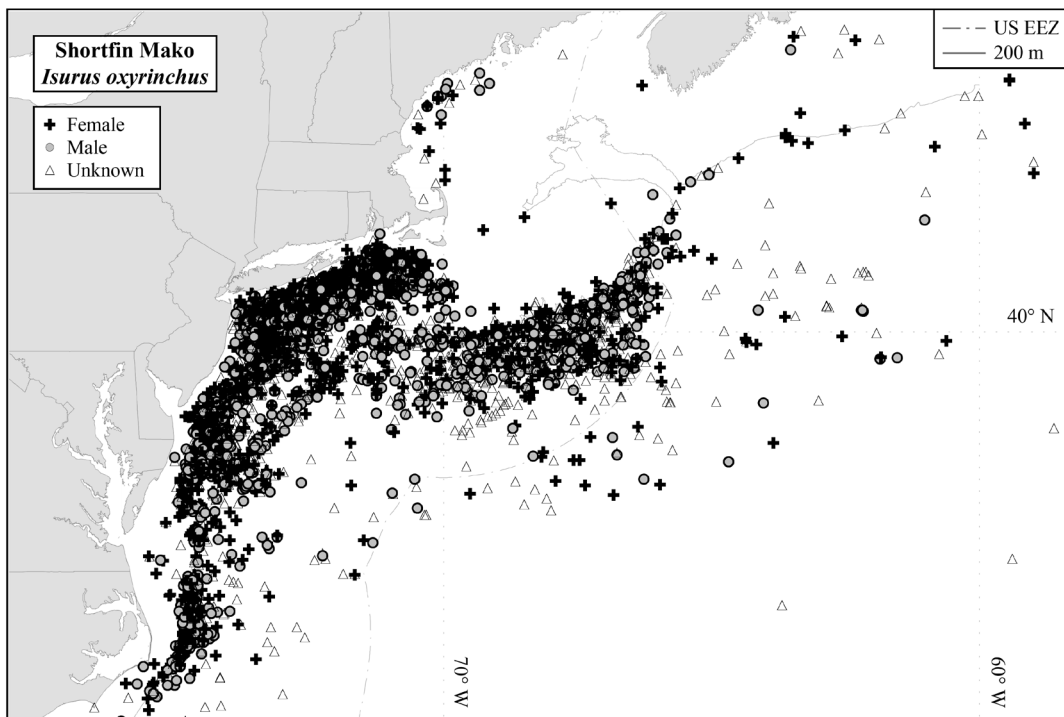 Shortfin Mako
Isurus oxyrinchus
Female
Male
Unknown
US EEZ
200 m
40° N
70° W
60° W